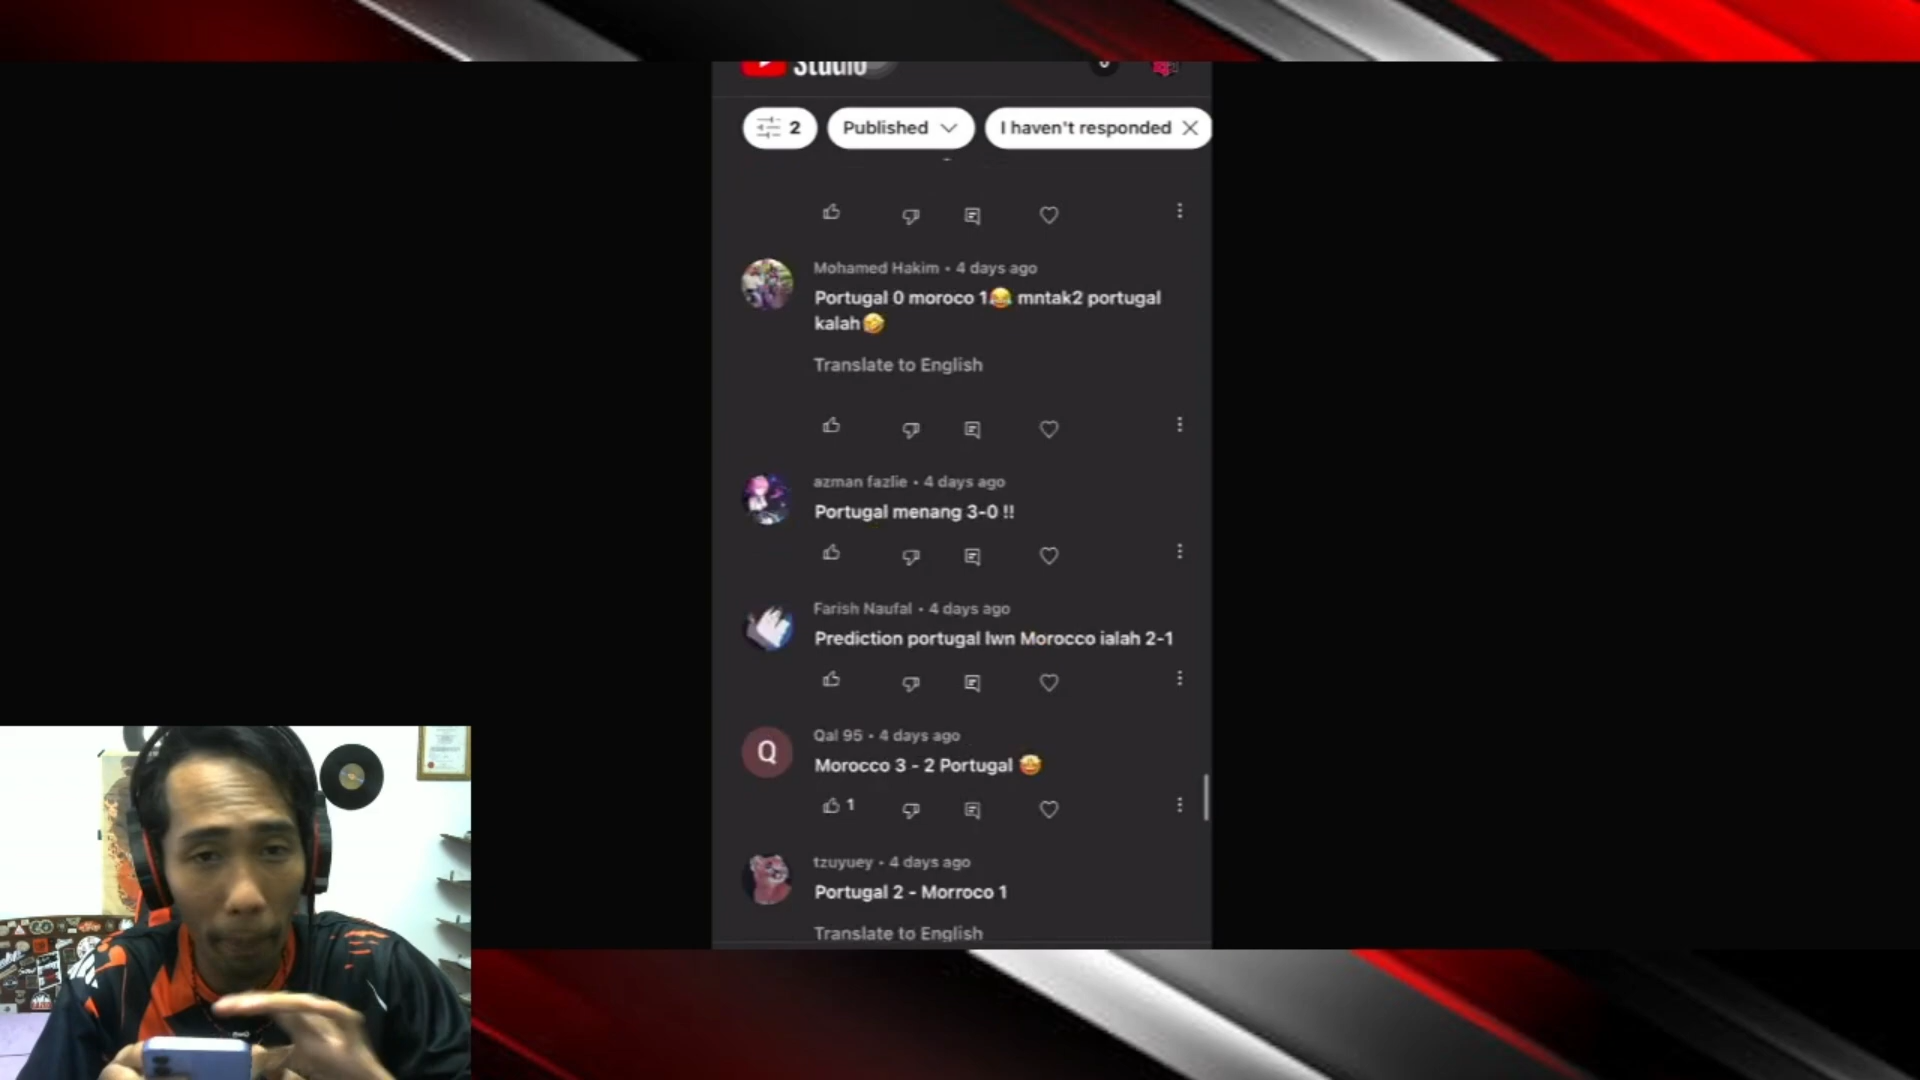 Studio
2
Published
I haven't responded
Mohamed Hakim • 4 days ago
Portugal 0 moroco 1😂 mntak2 portugal
kalah🤣
Translate to English
azman fazlie • 4 days ago
Portugal menang 3-0 !!
Farish Naufal • 4 days ago
Prediction portugal lwn Morocco ialah 2-1
Q
Qal 95 • 4 days ago
Morocco 3 - 2 Portugal 🤩
1
tzuyuey • 4 days ago
Portugal 2 - Morroco 1
Translate to English